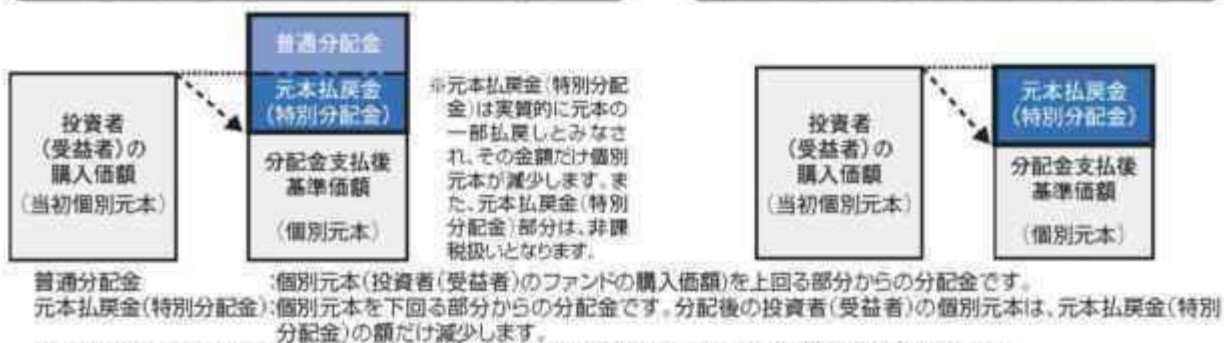 普通分配金
元本払戻金
(特別分配金)
投資者
(受益者)の
購入価額
(当初個別元本)
分配金支払後
基準価額
(個別元本)
※元本払戻金(特別分配
金)は実質的に元本の
一部払戻しとみなさ
れ、その金額だけ個別
元本が減少します。ま
た、元本払戻金(特別
分配金)部分は、非課
税扱いとなります。
投資者
(受益者)の
購入価額
(当初個別元本)
元本払戻金
(特別分配金)
分配金支払後
基準価額
(個別元本)
普通分配金 :個別元本(投資者(受益者)のファンドの購入価額)を上回る部分からの分配金です。
元本払戻金(特別分配金):個別元本を下回る部分からの分配金です。分配後の投資者(受益者)の個別元本は、元本払戻金(特別
分配金)の額だけ減少します。